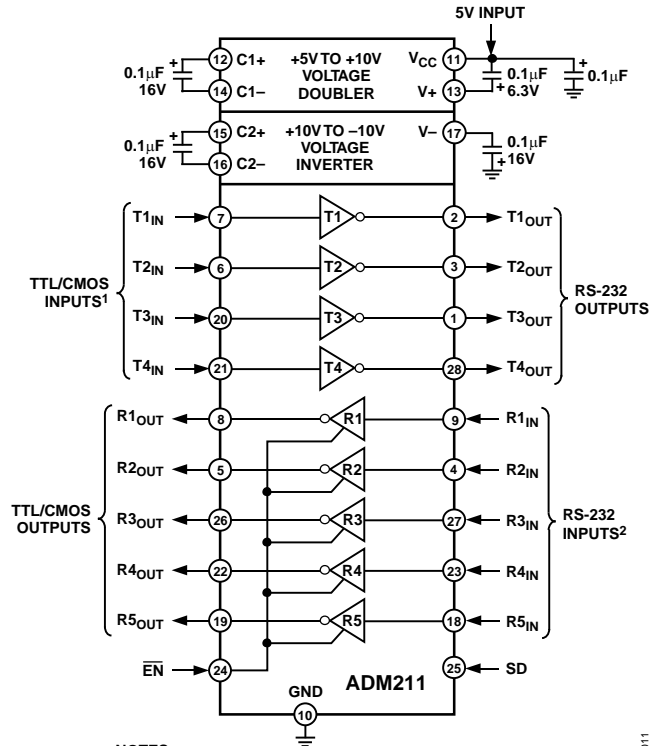 5V INPUT
0.1μF
16V
+
12
C1+
14
C1–
+5V TO +10V
VOLTAGE
DOUBLER
VCC
11
V+
13
+
0.1μF
6.3V
+
0.1μF
0.1μF
16V
+
15
C2+
16
C2–
+10V TO –10V
VOLTAGE
INVERTER
V–
17
0.1μF
+
16V
TTL/CMOS
INPUTS1
T1IN
7
T1
2
T1OUT
T2IN
6
T2
3
T2OUT
T3IN
20
T3
1
T3OUT
T4IN
21
T4
28
T4OUT
RS-232
OUTPUTS
TTL/CMOS
OUTPUTS
R1OUT
8
R1
9
R1IN
R2OUT
5
R2
4
R2IN
R3OUT
26
R3
27
R3IN
R4OUT
22
R4
23
R4IN
R5OUT
19
R5
18
R5IN
RS-232
INPUTS2
EN
24
ADM211
25
SD
GND
10